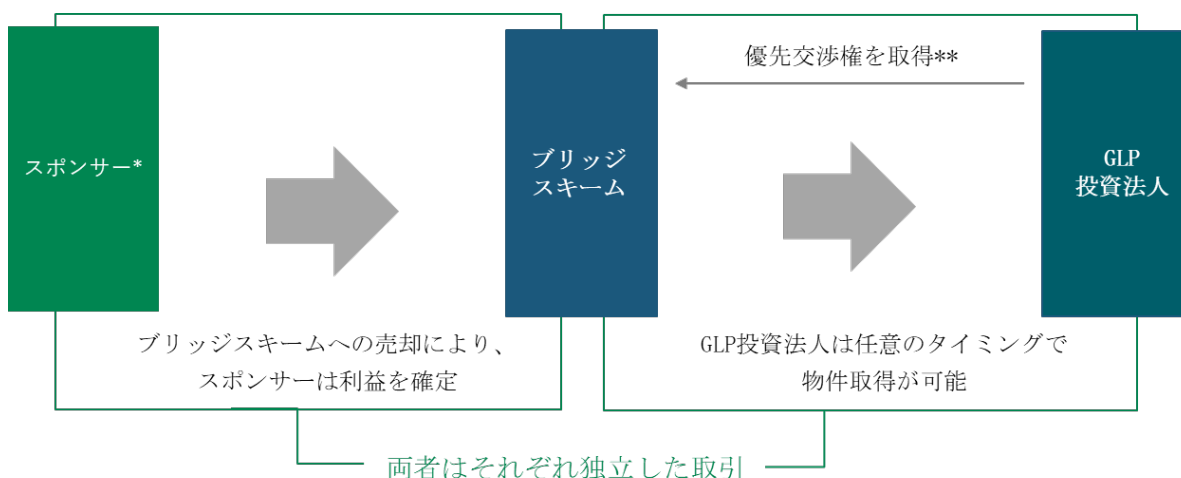 スポンサー*
ブリッジ
スキーム
優先交渉権を取得**
GLP
投資法人
ブリッジスキームへの売却により、
スポンサーは利益を確定
GLP投資法人は任意のタイミングで
物件取得が可能
両者はそれぞれ独立した取引